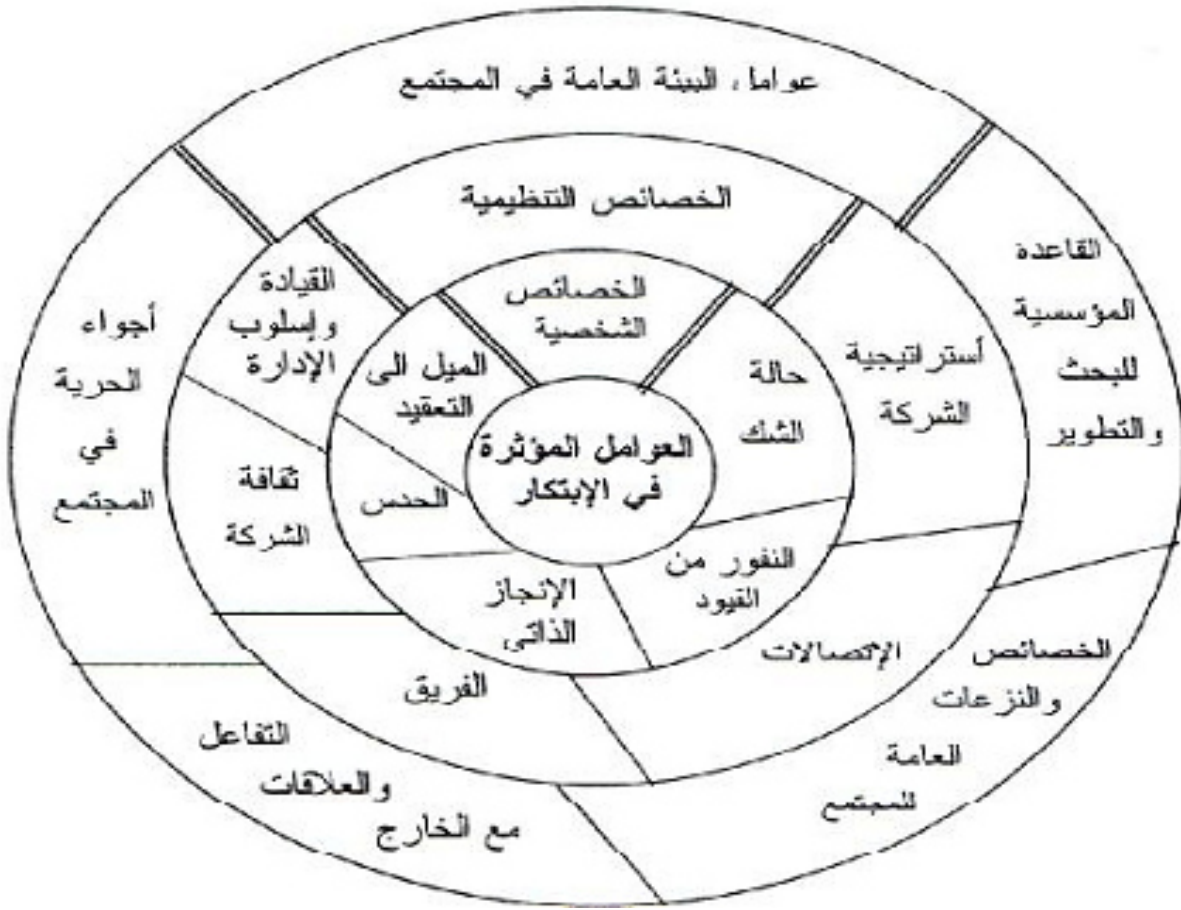 عواما، البيئة العامة في المجتمع
الخصائص التنظيمية
الخصائص
الشخصية
العوامل المؤثرة
في الإبتكار
حالة
الشك
النفور من
القيود
الإنجاز
الذاتى
الحدس
الميل الى
التعقيد
أستراتيجية
الشركة
الإتصالات
الفريق
ثقافة
الشركة
القيادة
وإسلوب
الإدارة
القاعدة
المؤسسية
للبحث
والتطوير
الخصائص
والنزعات
العامة
للمجتمع
التفاعل
والعلاقات
مع الخارج
أجواء
الحرية
في
المجتمع